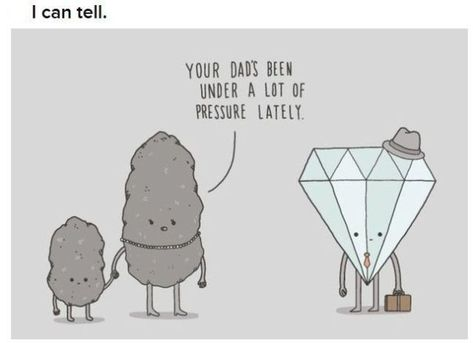 I can tell.
YOUR DAD'S BEEN
UNDER A LOT OF
PRESSURE LATELY.